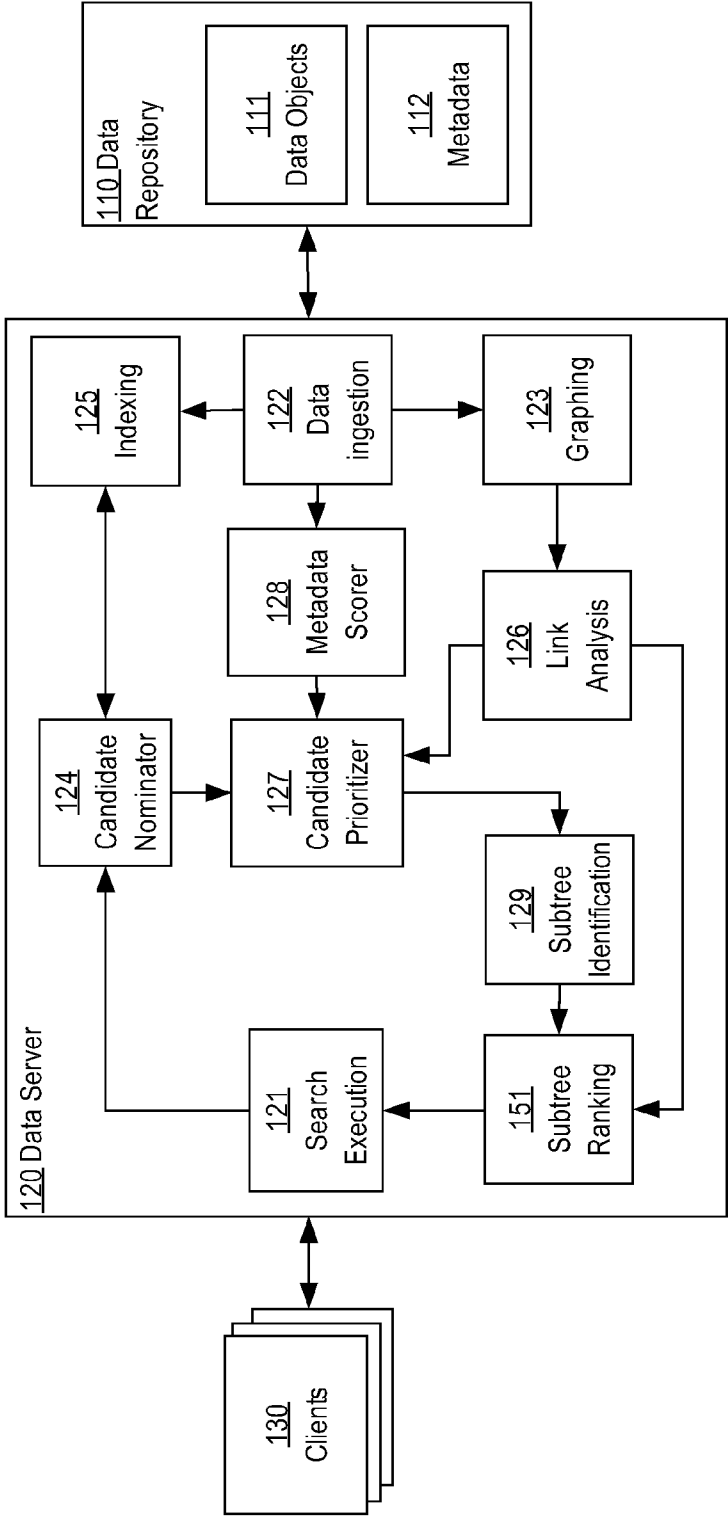 110 Data
Repository
111
Data Objects
112
Metadata
120 Data Server
125
Indexing
122
Data
ingestion
123
Graphing
128
Metadata
Scorer
126
Link
Analysis
124
Candidate
Nominator
127
Candidate
Prioritizer
129
Subtree
Identification
121
Search
Execution
151
Subtree
Ranking
130
Clients